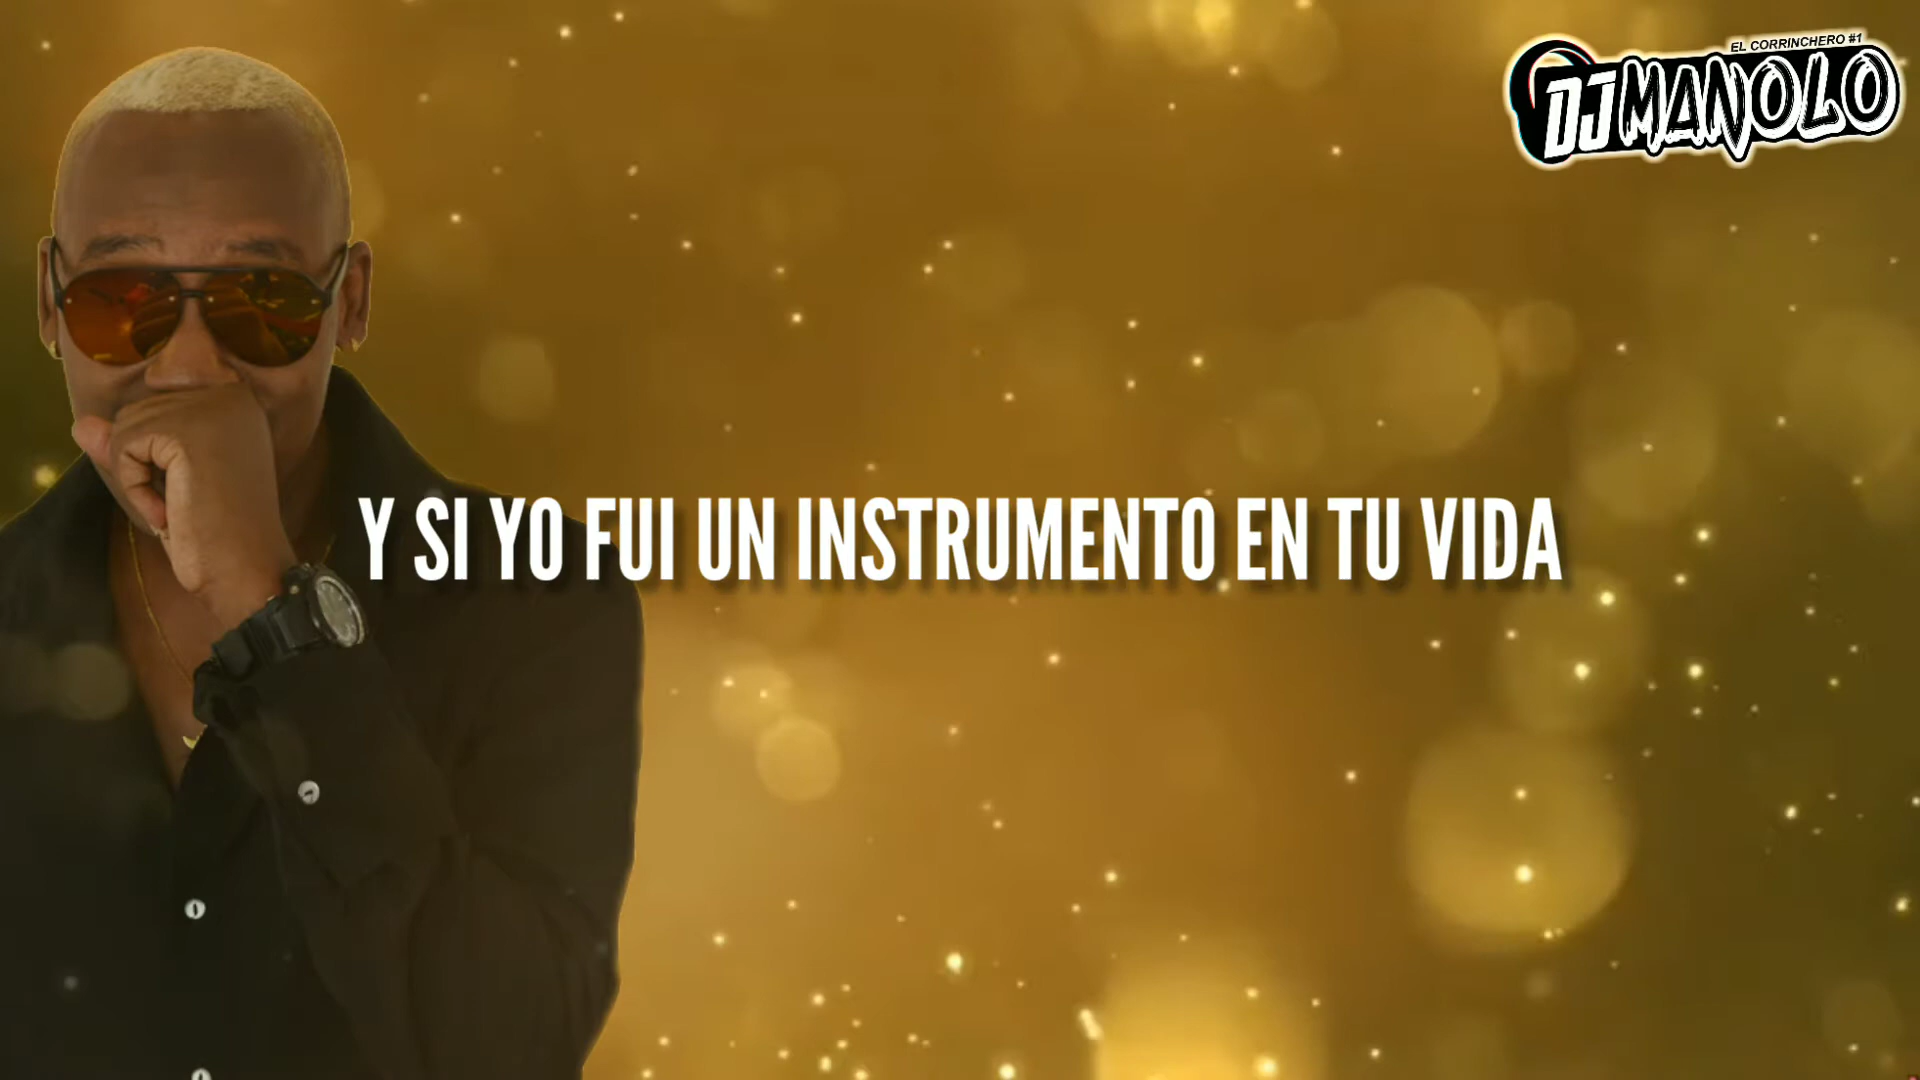 EL CORRINCHERO #1
DJ MANOLO
Y SI YO FUI UN INSTRUMENTO EN TU VIDA